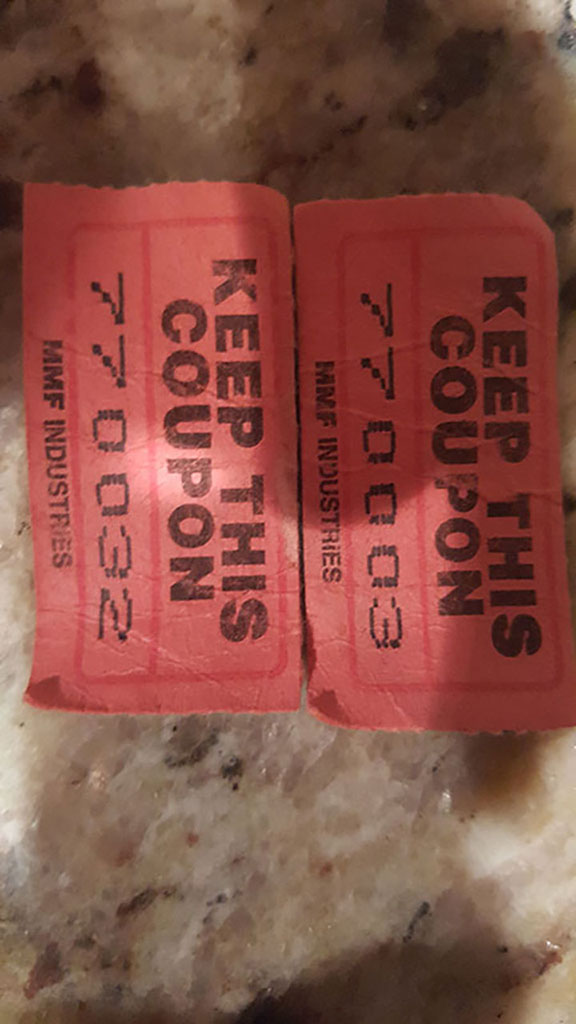 KEEP THIS
COUPON
770003
MMF INDUSTRIES
KEEP THIS
COUPON
770032
MMF INDUSTRIES